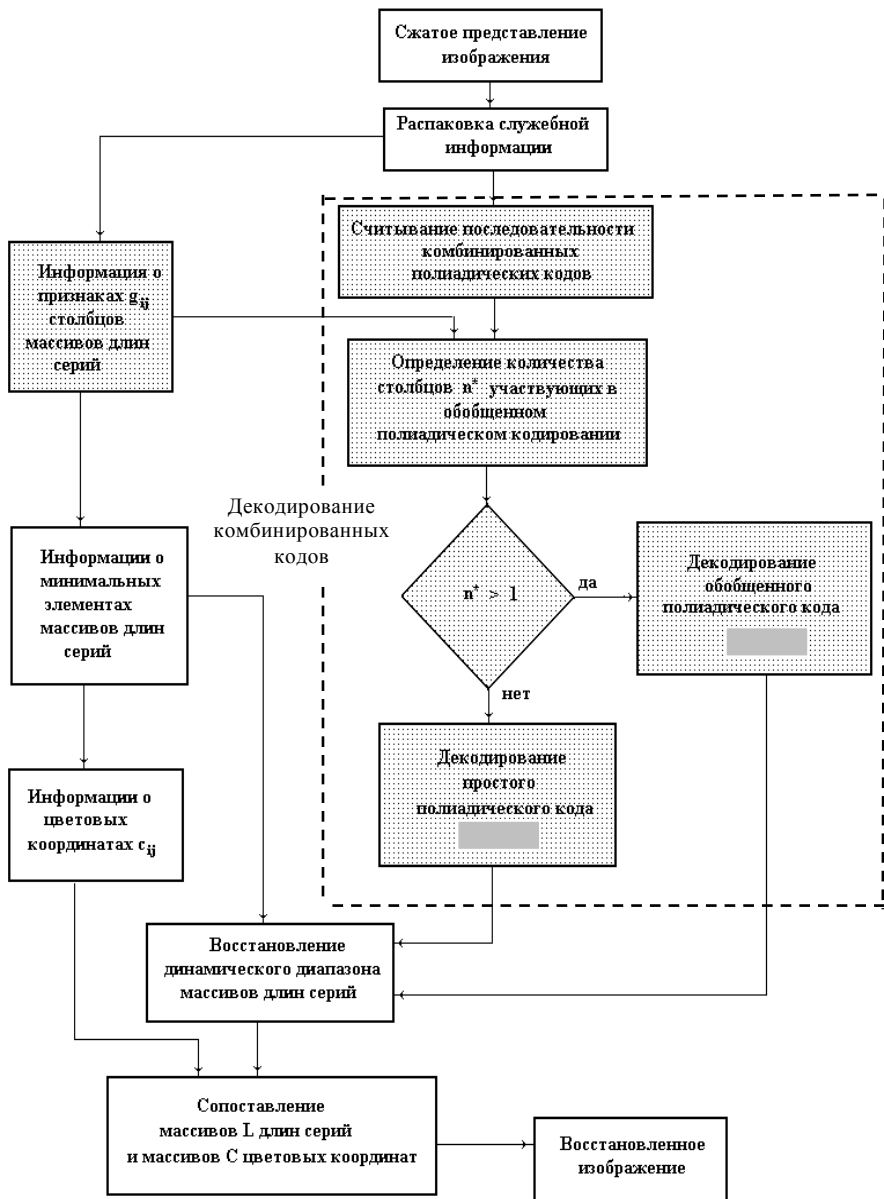 Сжатое представление
изображения
Распаковка служебной
информации
Считывание последовательности
комбинированных
полиадических кодов
Информация о
признаках g_ij
столбцов
массивов длин
серий
Определение количества
столбцов n* участвующих в
обобщенном
полиадическом кодировании
Декодирование
комбинированных
кодов
Информации о
минимальных
элементах
массивов длин
серий
n* > 1
да
Декодирование
обобщенного
полиадического кода
нет
Декодирование
простого
полиадического кода
Информации о
цветовых
координатах c_ij
Восстановление
динамического диапазона
массивов длин серий
Сопоставление
массивов L длин серий
и массивов C цветовых координат
Восстановленное
изображение